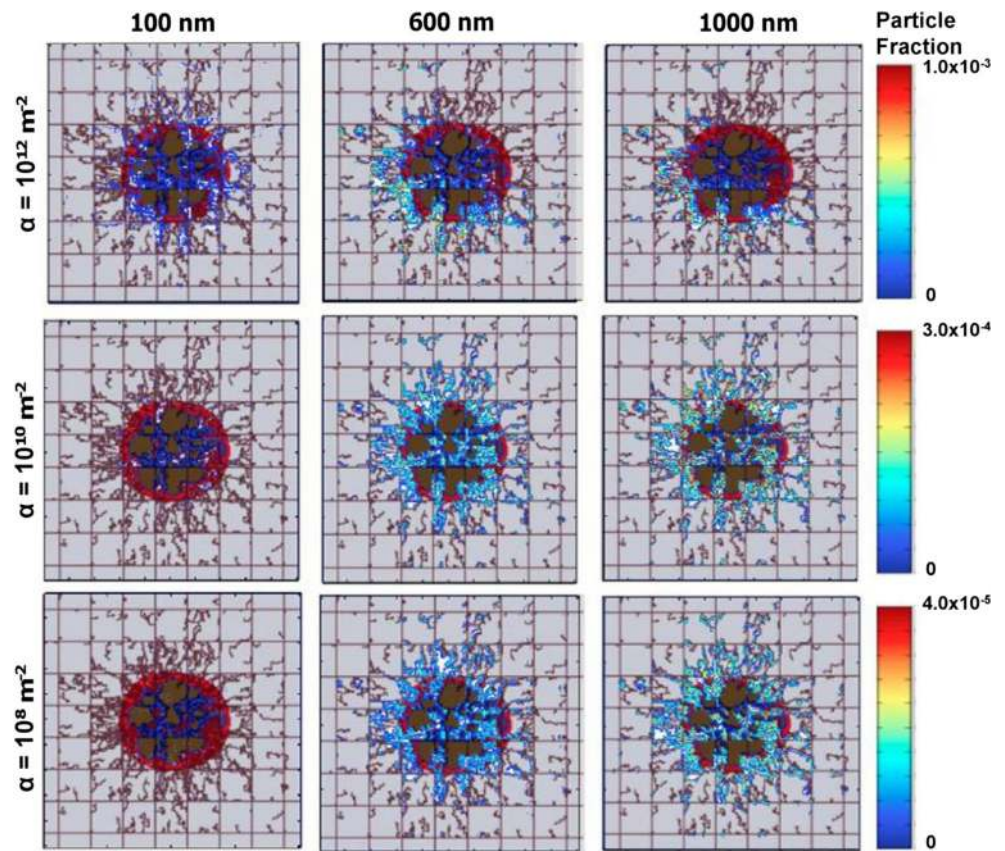 100 nm
600 nm
1000 nm
Particle
Fraction
1.0x10⁻³
α = 10¹² m⁻²
0
3.0x10⁻⁴
α = 10¹⁰ m⁻²
0
4.0x10⁻⁵
α = 10⁸ m⁻²
0